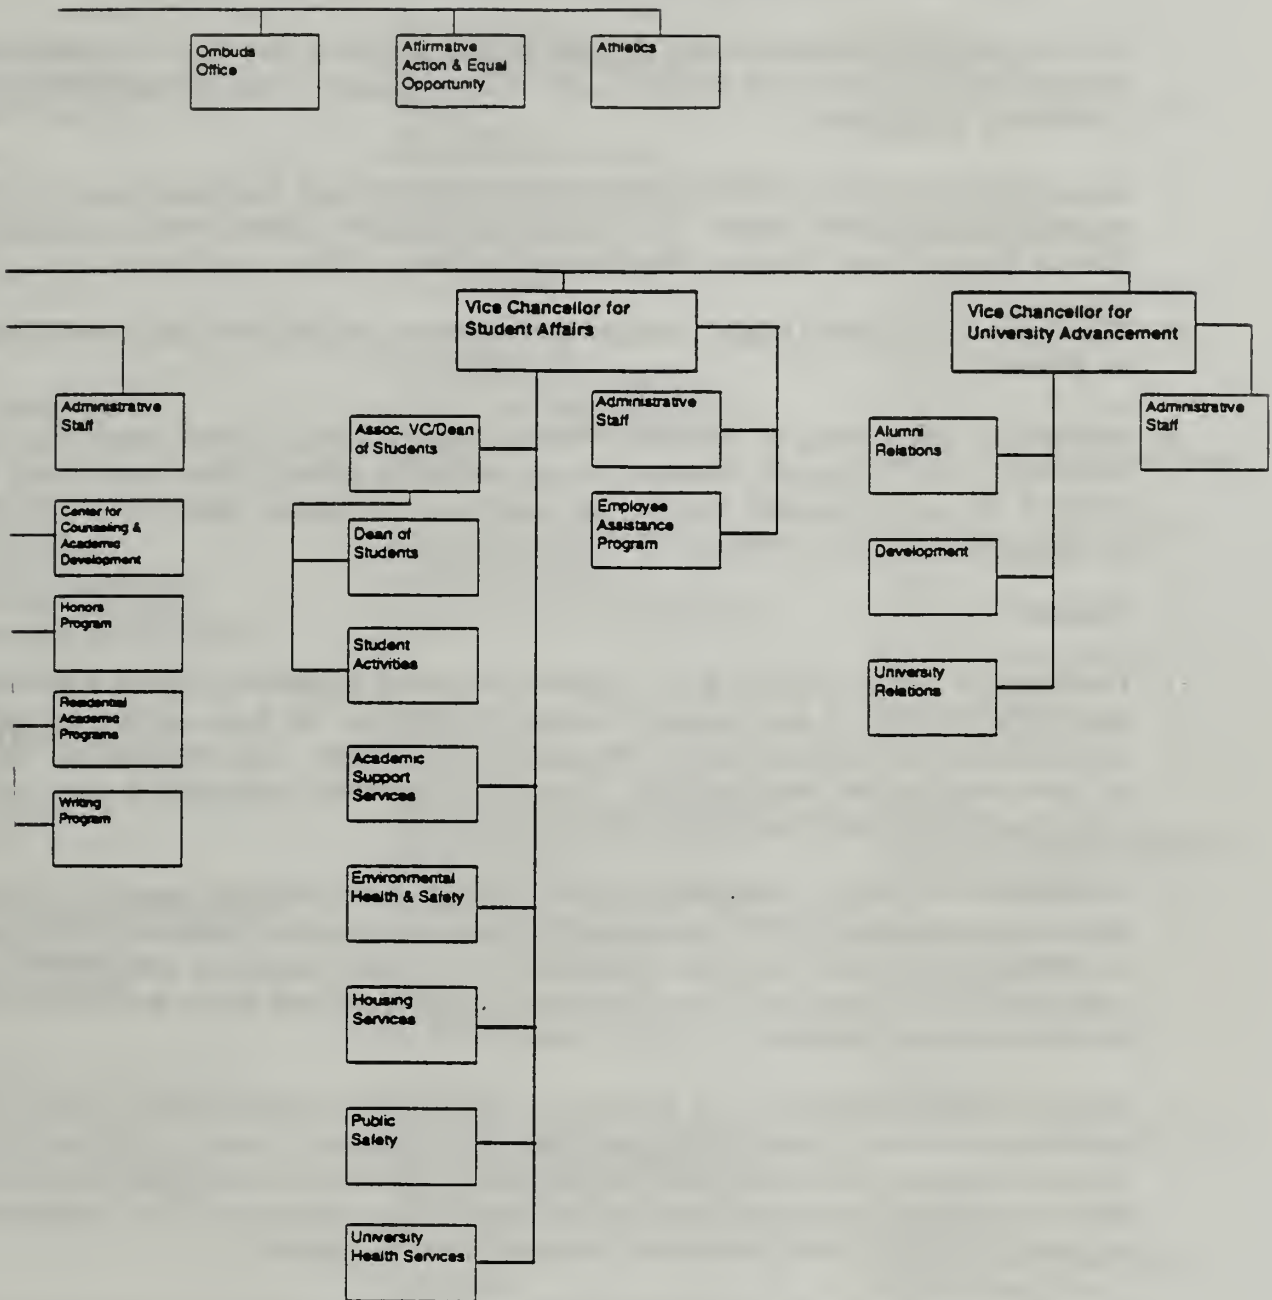 Ombuds
Office
Affirmative
Action & Equal
Opportunity
Athletics
Vice Chancellor for
Student Affairs
Vice Chancellor for
University Advancement
Administrative
Staff
Center for
Counseling &
Academic
Development
Honors
Program
Residential
Academic
Programs
Writing
Program
Assoc. VC/Dean
of Students
Dean of
Students
Student
Activities
Academic
Support
Services
Environmental
Health & Safety
Housing
Services
Public
Safety
University
Health Services
Administrative
Staff
Employee
Assistance
Program
Alumni
Relations
Development
University
Relations
Administrative
Staff